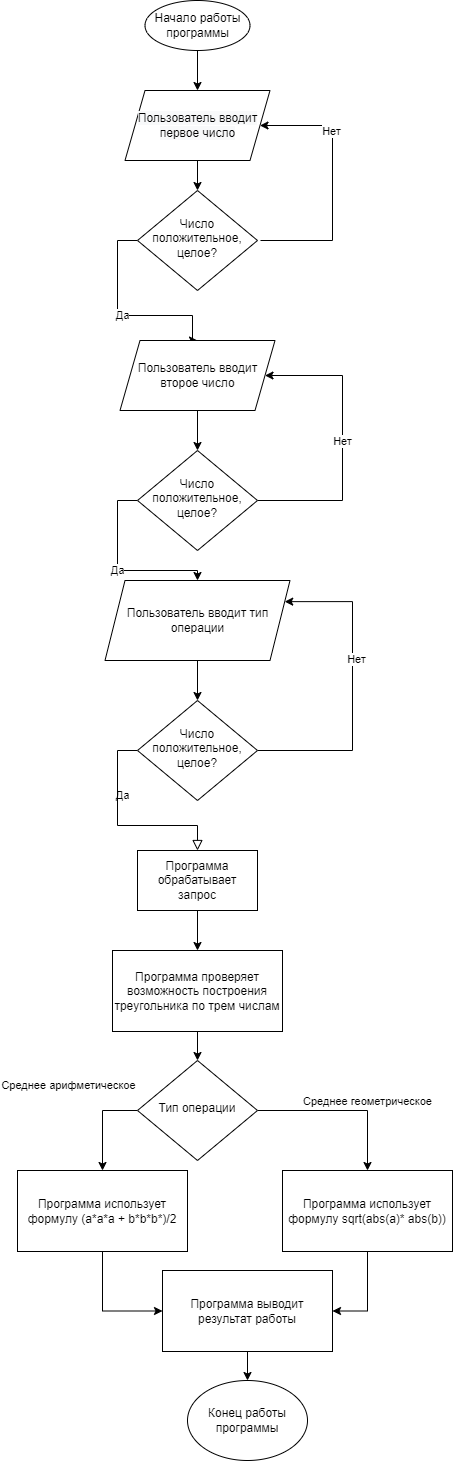 Начало работы
программы
Пользователь вводит
первое число
Нет
Число
положительное,
целое?
Да
Пользователь вводит
второе число
Нет
Число
положительное,
целое?
Да
Пользователь вводит тип
операции
Нет
Число
положительное,
целое?
Да
Программа
обрабатывает
запрос
Программа проверяет
возможность построения
треугольника по трем числам
Среднее арифметическое
Тип операции
Среднее геометрическое
Программа использует
формулу (a*a*a + b*b*b*)/2
Программа использует
формулу sqrt(abs(a)* abs(b))
Программа выводит
результат работы
Конец работы
программы